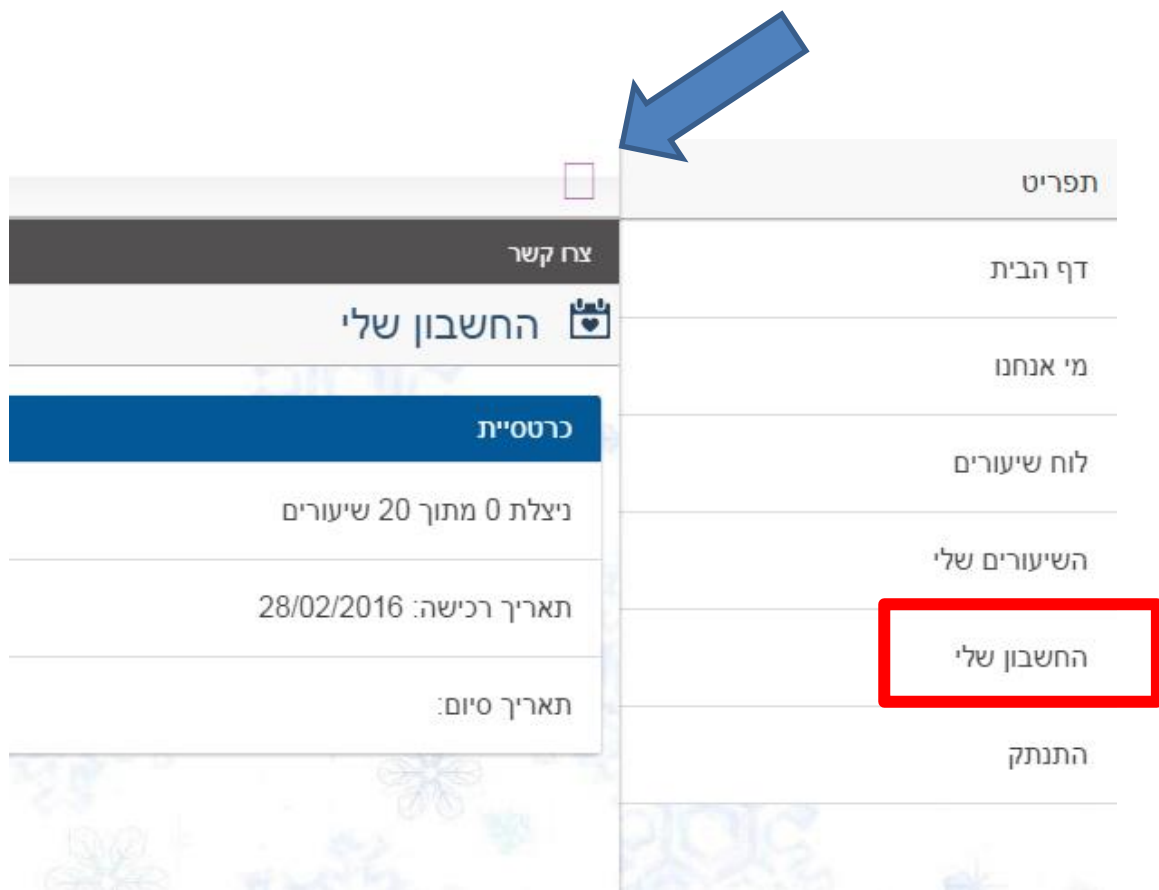 תפריט
דף הבית
מי אנחנו
לוח שיעורים
השיעורים שלי
החשבון שלי
התנתק
צרו קשר
החשבון שלי
כרטסיית
ניצלת 0 מתוך 20 שיעורים
תאריך רכישה: 28/02/2016
תאריך סיום: